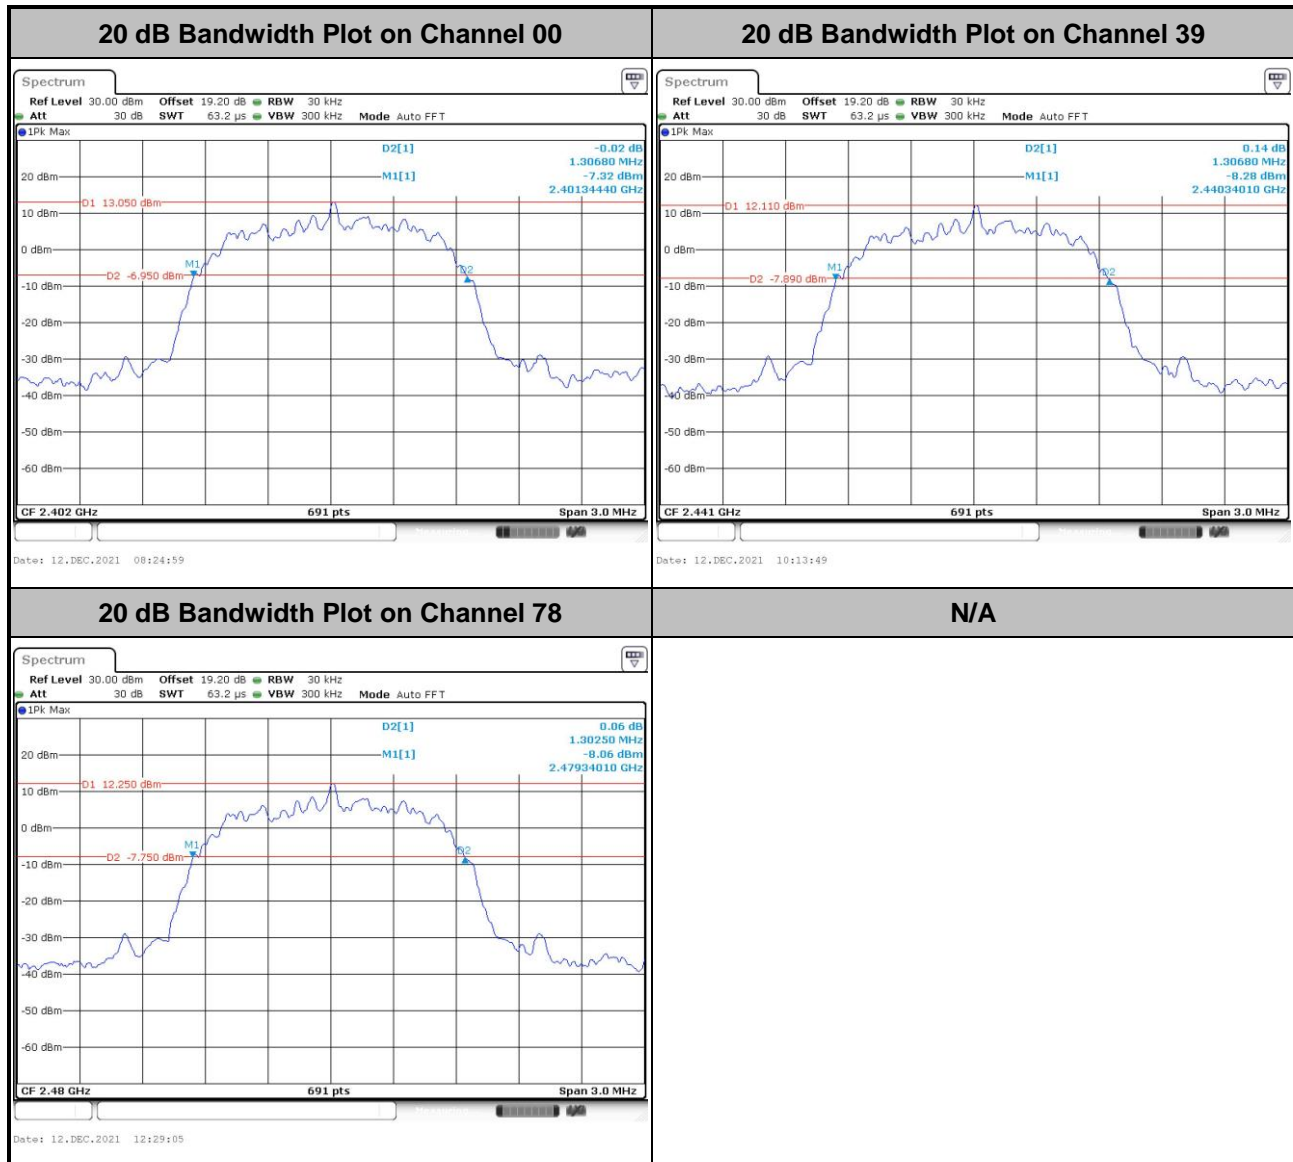 20 dB Bandwidth Plot on Channel 00
20 dB Bandwidth Plot on Channel 39
Spectrum
Ref Level 30.00 dBm Offset 19.20 dB RBW 30 kHz
Att 30 dB SWT 63.2 µs VBW 300 kHz Mode Auto FFT
1Pk Max
D2[1] -0.02 dB
1.30680 MHz
M1[1] -7.32 dBm
2.40134440 GHz
20 dBm
D1 13.050 dBm
10 dBm
0 dBm
M1
D2
D2 -6.950 dBm
-10 dBm
-20 dBm
-30 dBm
-40 dBm
-50 dBm
-60 dBm
CF 2.402 GHz 691 pts Span 3.0 MHz
Date: 12.DEC.2021 08:24:59
Spectrum
Ref Level 30.00 dBm Offset 19.20 dB RBW 30 kHz
Att 30 dB SWT 63.2 µs VBW 300 kHz Mode Auto FFT
1Pk Max
D2[1] 0.14 dB
1.30680 MHz
M1[1] -8.28 dBm
2.44034010 GHz
20 dBm
D1 12.110 dBm
10 dBm
0 dBm
M1
D2
D2 -7.890 dBm
-10 dBm
-20 dBm
-30 dBm
-40 dBm
-50 dBm
-60 dBm
CF 2.441 GHz 691 pts Span 3.0 MHz
Date: 12.DEC.2021 10:13:49
20 dB Bandwidth Plot on Channel 78
N/A
Spectrum
Ref Level 30.00 dBm Offset 19.20 dB RBW 30 kHz
Att 30 dB SWT 63.2 µs VBW 300 kHz Mode Auto FFT
1Pk Max
D2[1] 0.06 dB
1.30250 MHz
M1[1] -8.06 dBm
2.47934010 GHz
20 dBm
D1 12.250 dBm
10 dBm
0 dBm
M1
D2
D2 -7.750 dBm
-10 dBm
-20 dBm
-30 dBm
-40 dBm
-50 dBm
-60 dBm
CF 2.48 GHz 691 pts Span 3.0 MHz
Date: 12.DEC.2021 12:29:05